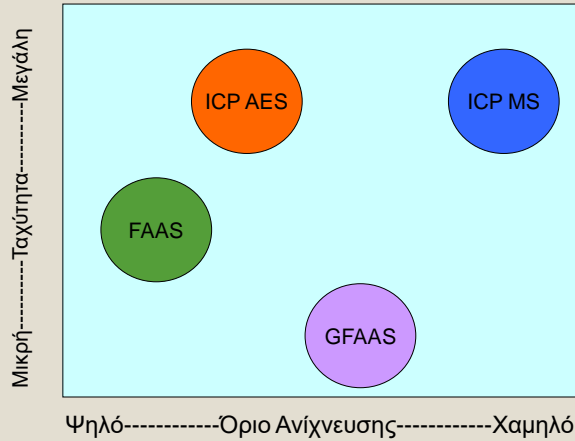 ICP AES
ICP MS
FAAS
GFAAS
Μικρή----------Ταχύτητα-----------Μεγάλη
Ψηλό------------Όριο Ανίχνευσης------------Χαμηλό